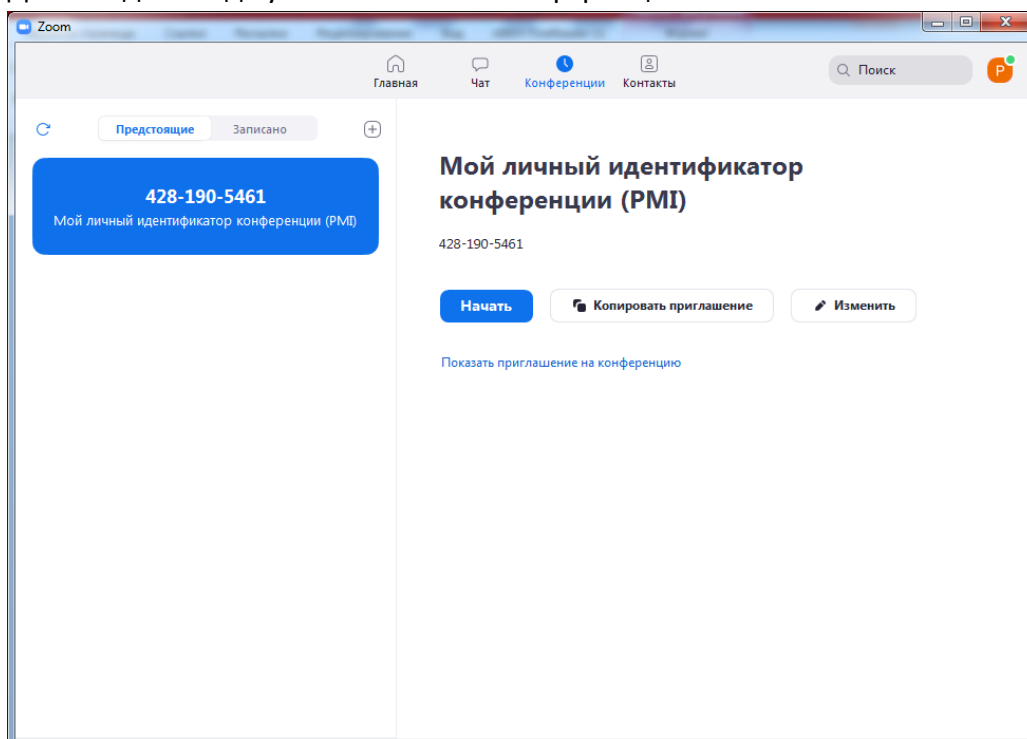 Zoom
Главная
Чат
Конференции
Контакты
Поиск
P
Предстоящие
Записано
428-190-5461
Мой личный идентификатор конференции (PMI)
Мой личный идентификатор
конференции (PMI)
428-190-5461
Начать
Копировать приглашение
Изменить
Показать приглашение на конференцию